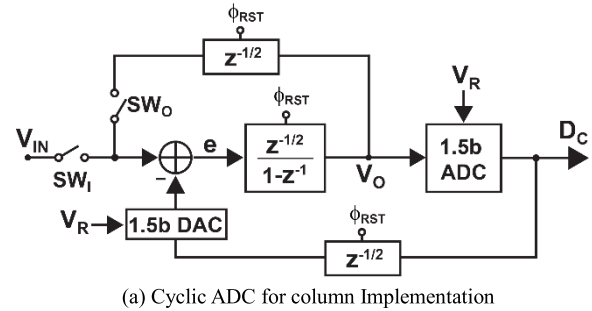 ϕRST
z-1/2
SWO
ϕRST
VR
VIN
e
z-1/2
1-z-1
1.5b
ADC
DC
SWI
VO
-
VR
1.5b DAC
ϕRST
z-1/2
(a) Cyclic ADC for column Implementation